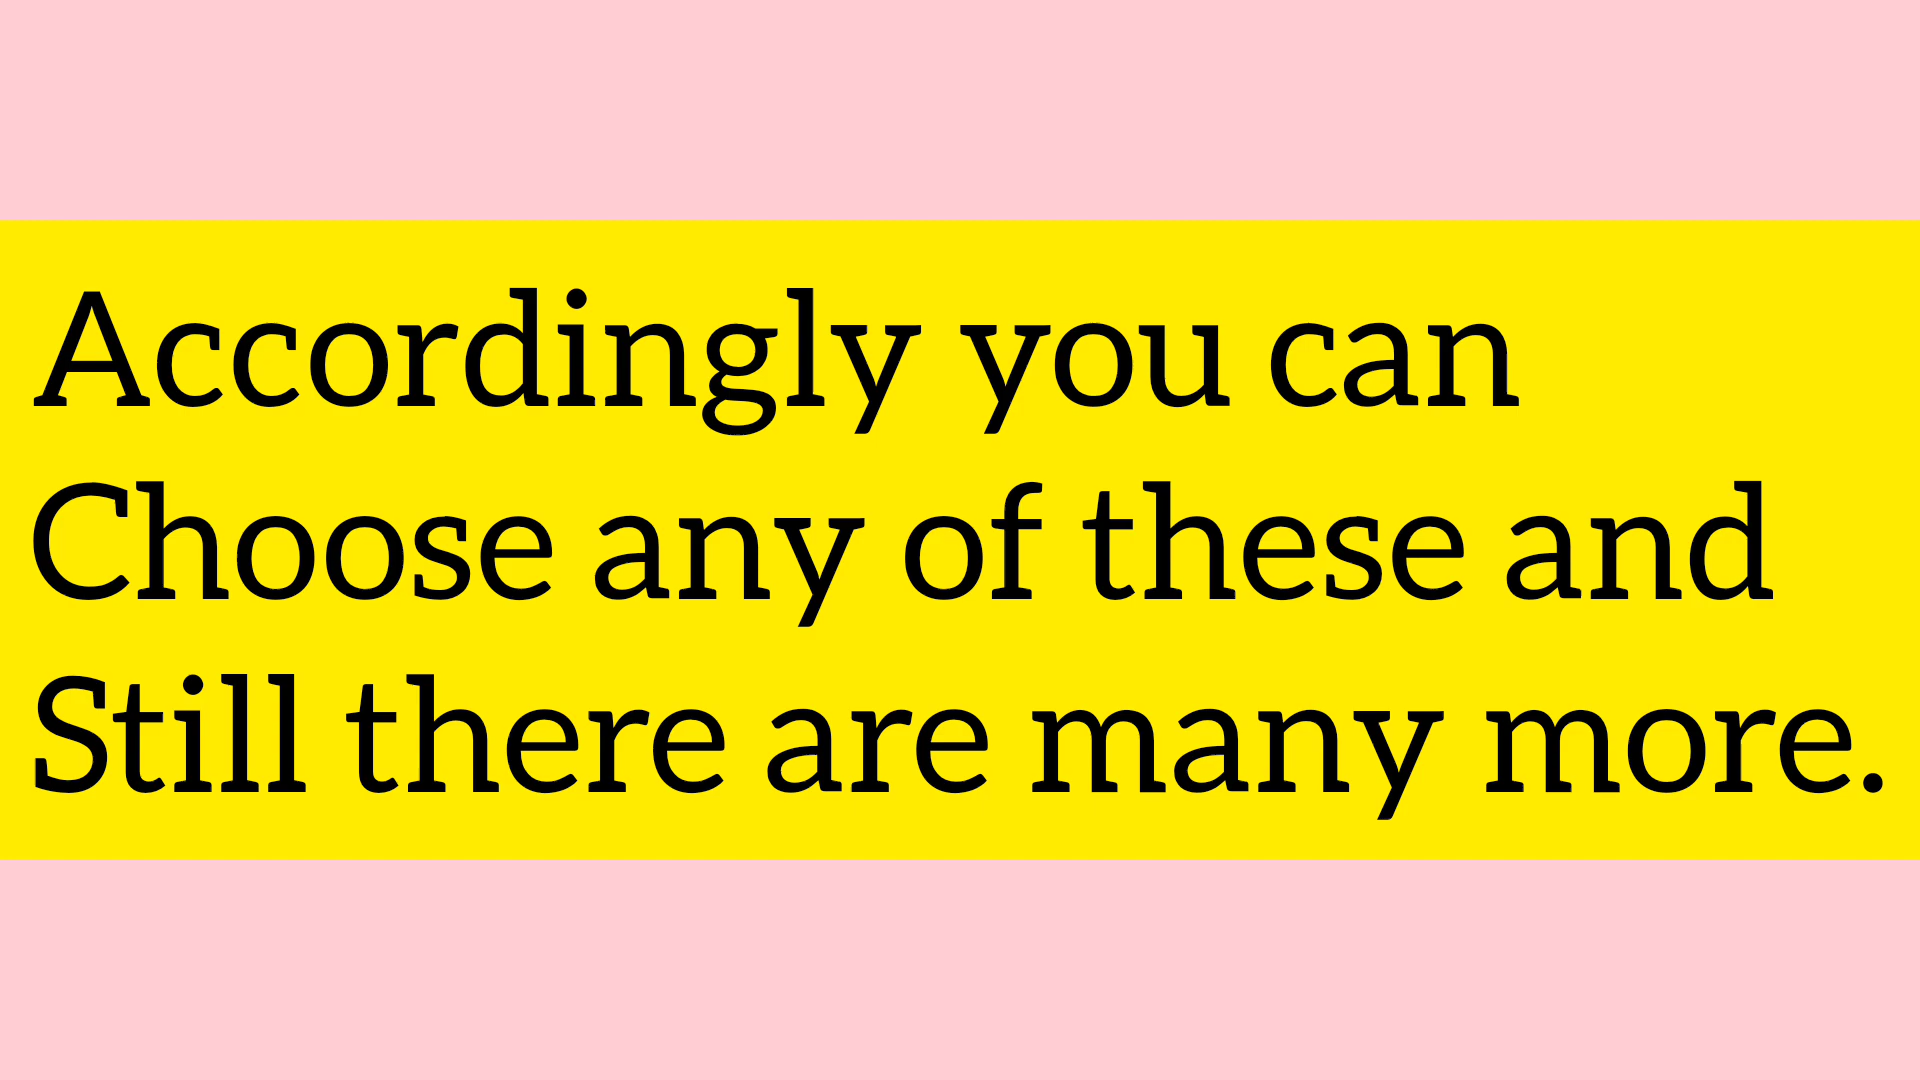 Accordingly you can
Choose any of these and
Still there are many more.